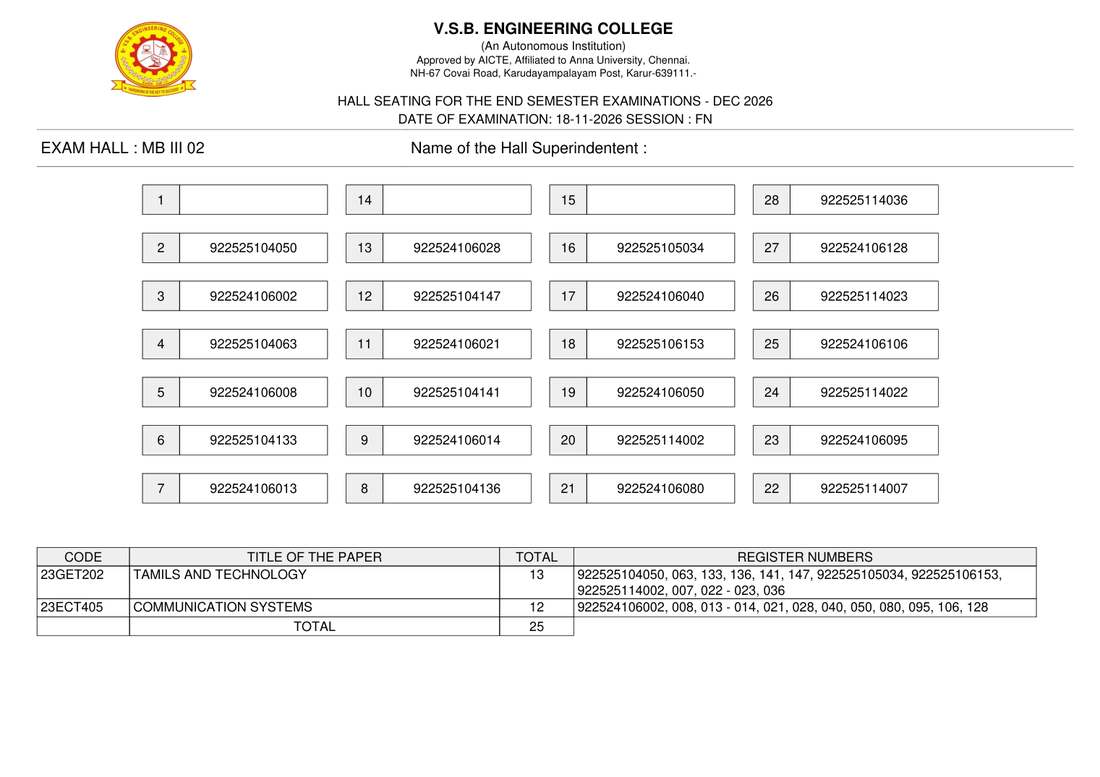 V.S.B. ENGINEERING COLLEGE
(An Autonomous Institution)
Approved by AICTE, Affiliated to Anna University, Chennai.
NH-67 Covai Road, Karudayampalayam Post, Karur-639111.-
HALL SEATING FOR THE END SEMESTER EXAMINATIONS - DEC 2026
DATE OF EXAMINATION: 18-11-2026 SESSION : FN
EXAM HALL : MB III 02 Name of the Hall Superindentent :
1 14 15 28 922525114036
2 922525104050 13 922524106028 16 922525105034 27 922524106128
3 922524106002 12 922525104147 17 922524106040 26 922525114023
4 922525104063 11 922524106021 18 922525106153 25 922524106106
5 922524106008 10 922525104141 19 922524106050 24 922525114022
6 922525104133 9 922524106014 20 922525114002 23 922524106095
7 922524106013 8 922525104136 21 922524106080 22 922525114007
CODE TITLE OF THE PAPER TOTAL REGISTER NUMBERS
23GET202 TAMILS AND TECHNOLOGY 13 922525104050, 063, 133, 136, 141, 147, 922525105034, 922525106153,
922525114002, 007, 022 - 023, 036
23ECT405 COMMUNICATION SYSTEMS 12 922524106002, 008, 013 - 014, 021, 028, 040, 050, 080, 095, 106, 128
TOTAL 25